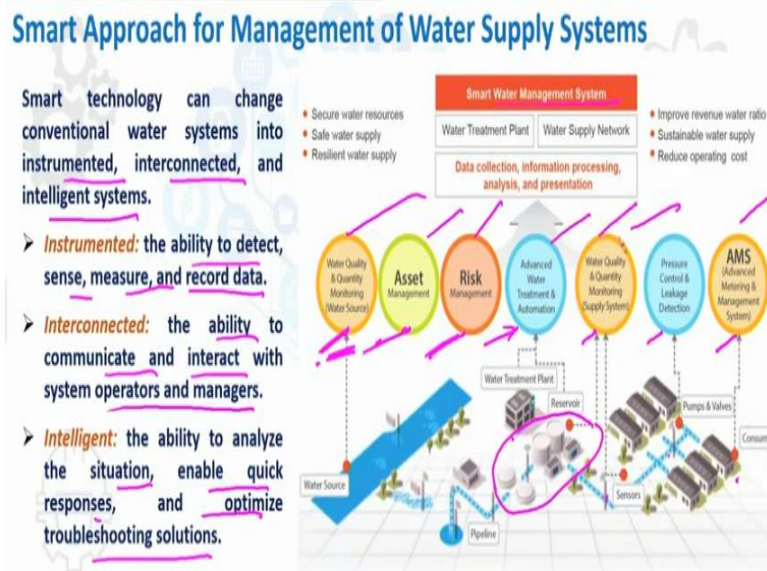 Smart Approach for Management of Water Supply Systems
Smart technology can change
conventional water systems into
instrumented, interconnected, and
intelligent systems.
Instrumented: the ability to detect,
sense, measure, and record data.
Interconnected: the ability to
communicate and interact with
system operators and managers.
Intelligent: the ability to analyze
the situation, enable quick
responses, and optimize
troubleshooting solutions.
Smart Water Management System
Secure water resources
Safe water supply
Resilient water supply
Water Treatment Plant
Water Supply Network
Data collection, information processing,
analysis, and presentation
Improve revenue water ratio
Sustainable water supply
Reduce operating cost
Water Quality
& Quantity
Monitoring
(Water Source)
Asset
Management
Risk
Management
Advanced
Water
Treatment &
Automation
Water Quality
& Quantity
Monitoring
(Supply System)
Pressure
Control &
Leakage
Detection
AMS
(Advanced
Metering &
Management
System)
Water Treatment Plant
Reservoir
Pumps & Valves
Consum
Water Source
Sensors
Pipeline